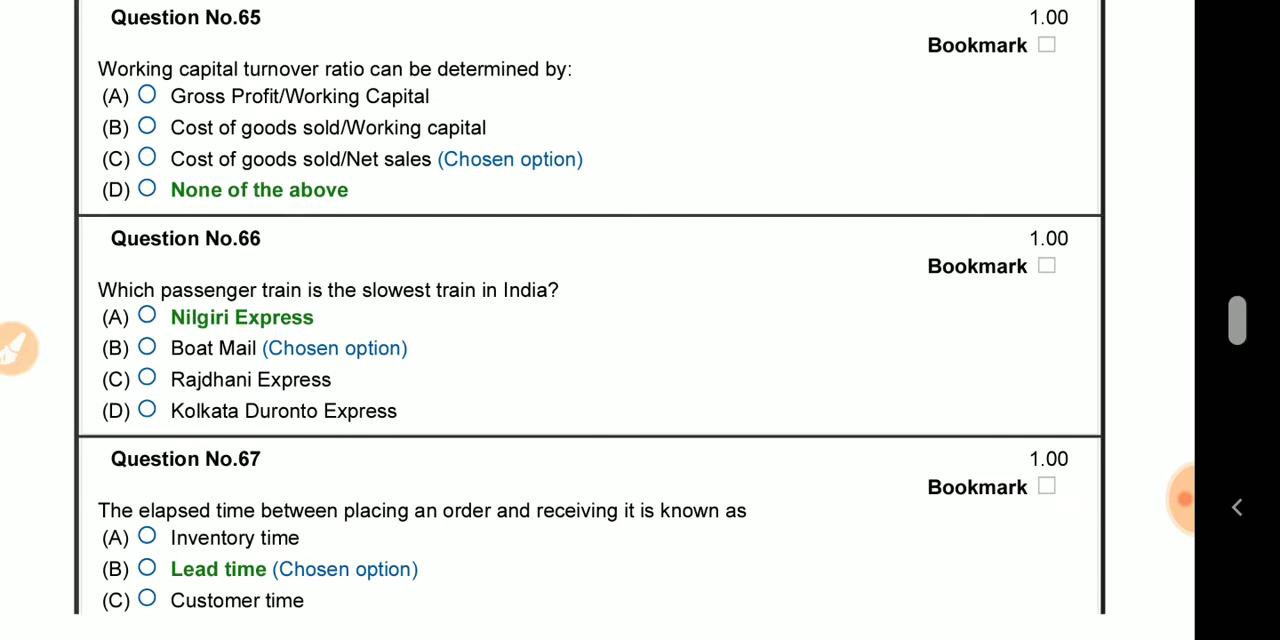 Question No.65 1.00
Bookmark
Working capital turnover ratio can be determined by:
(A) Gross Profit/Working Capital
(B) Cost of goods sold/Working capital
(C) Cost of goods sold/Net sales (Chosen option)
(D) None of the above
Question No.66 1.00
Bookmark
Which passenger train is the slowest train in India?
(A) Nilgiri Express
(B) Boat Mail (Chosen option)
(C) Rajdhani Express
(D) Kolkata Duronto Express
Question No.67 1.00
Bookmark
The elapsed time between placing an order and receiving it is known as
(A) Inventory time
(B) Lead time (Chosen option)
(C) Customer time